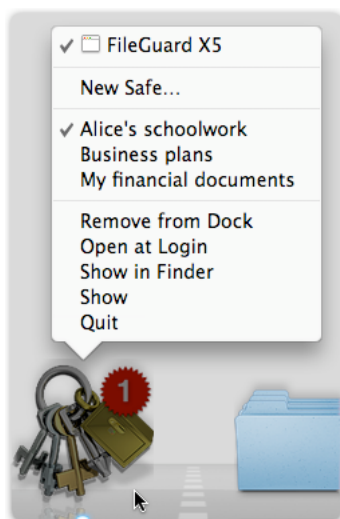 FileGuard X5
New Safe...
Alice's schoolwork
Business plans
My financial documents
Remove from Dock
Open at Login
Show in Finder
Show
Quit
1